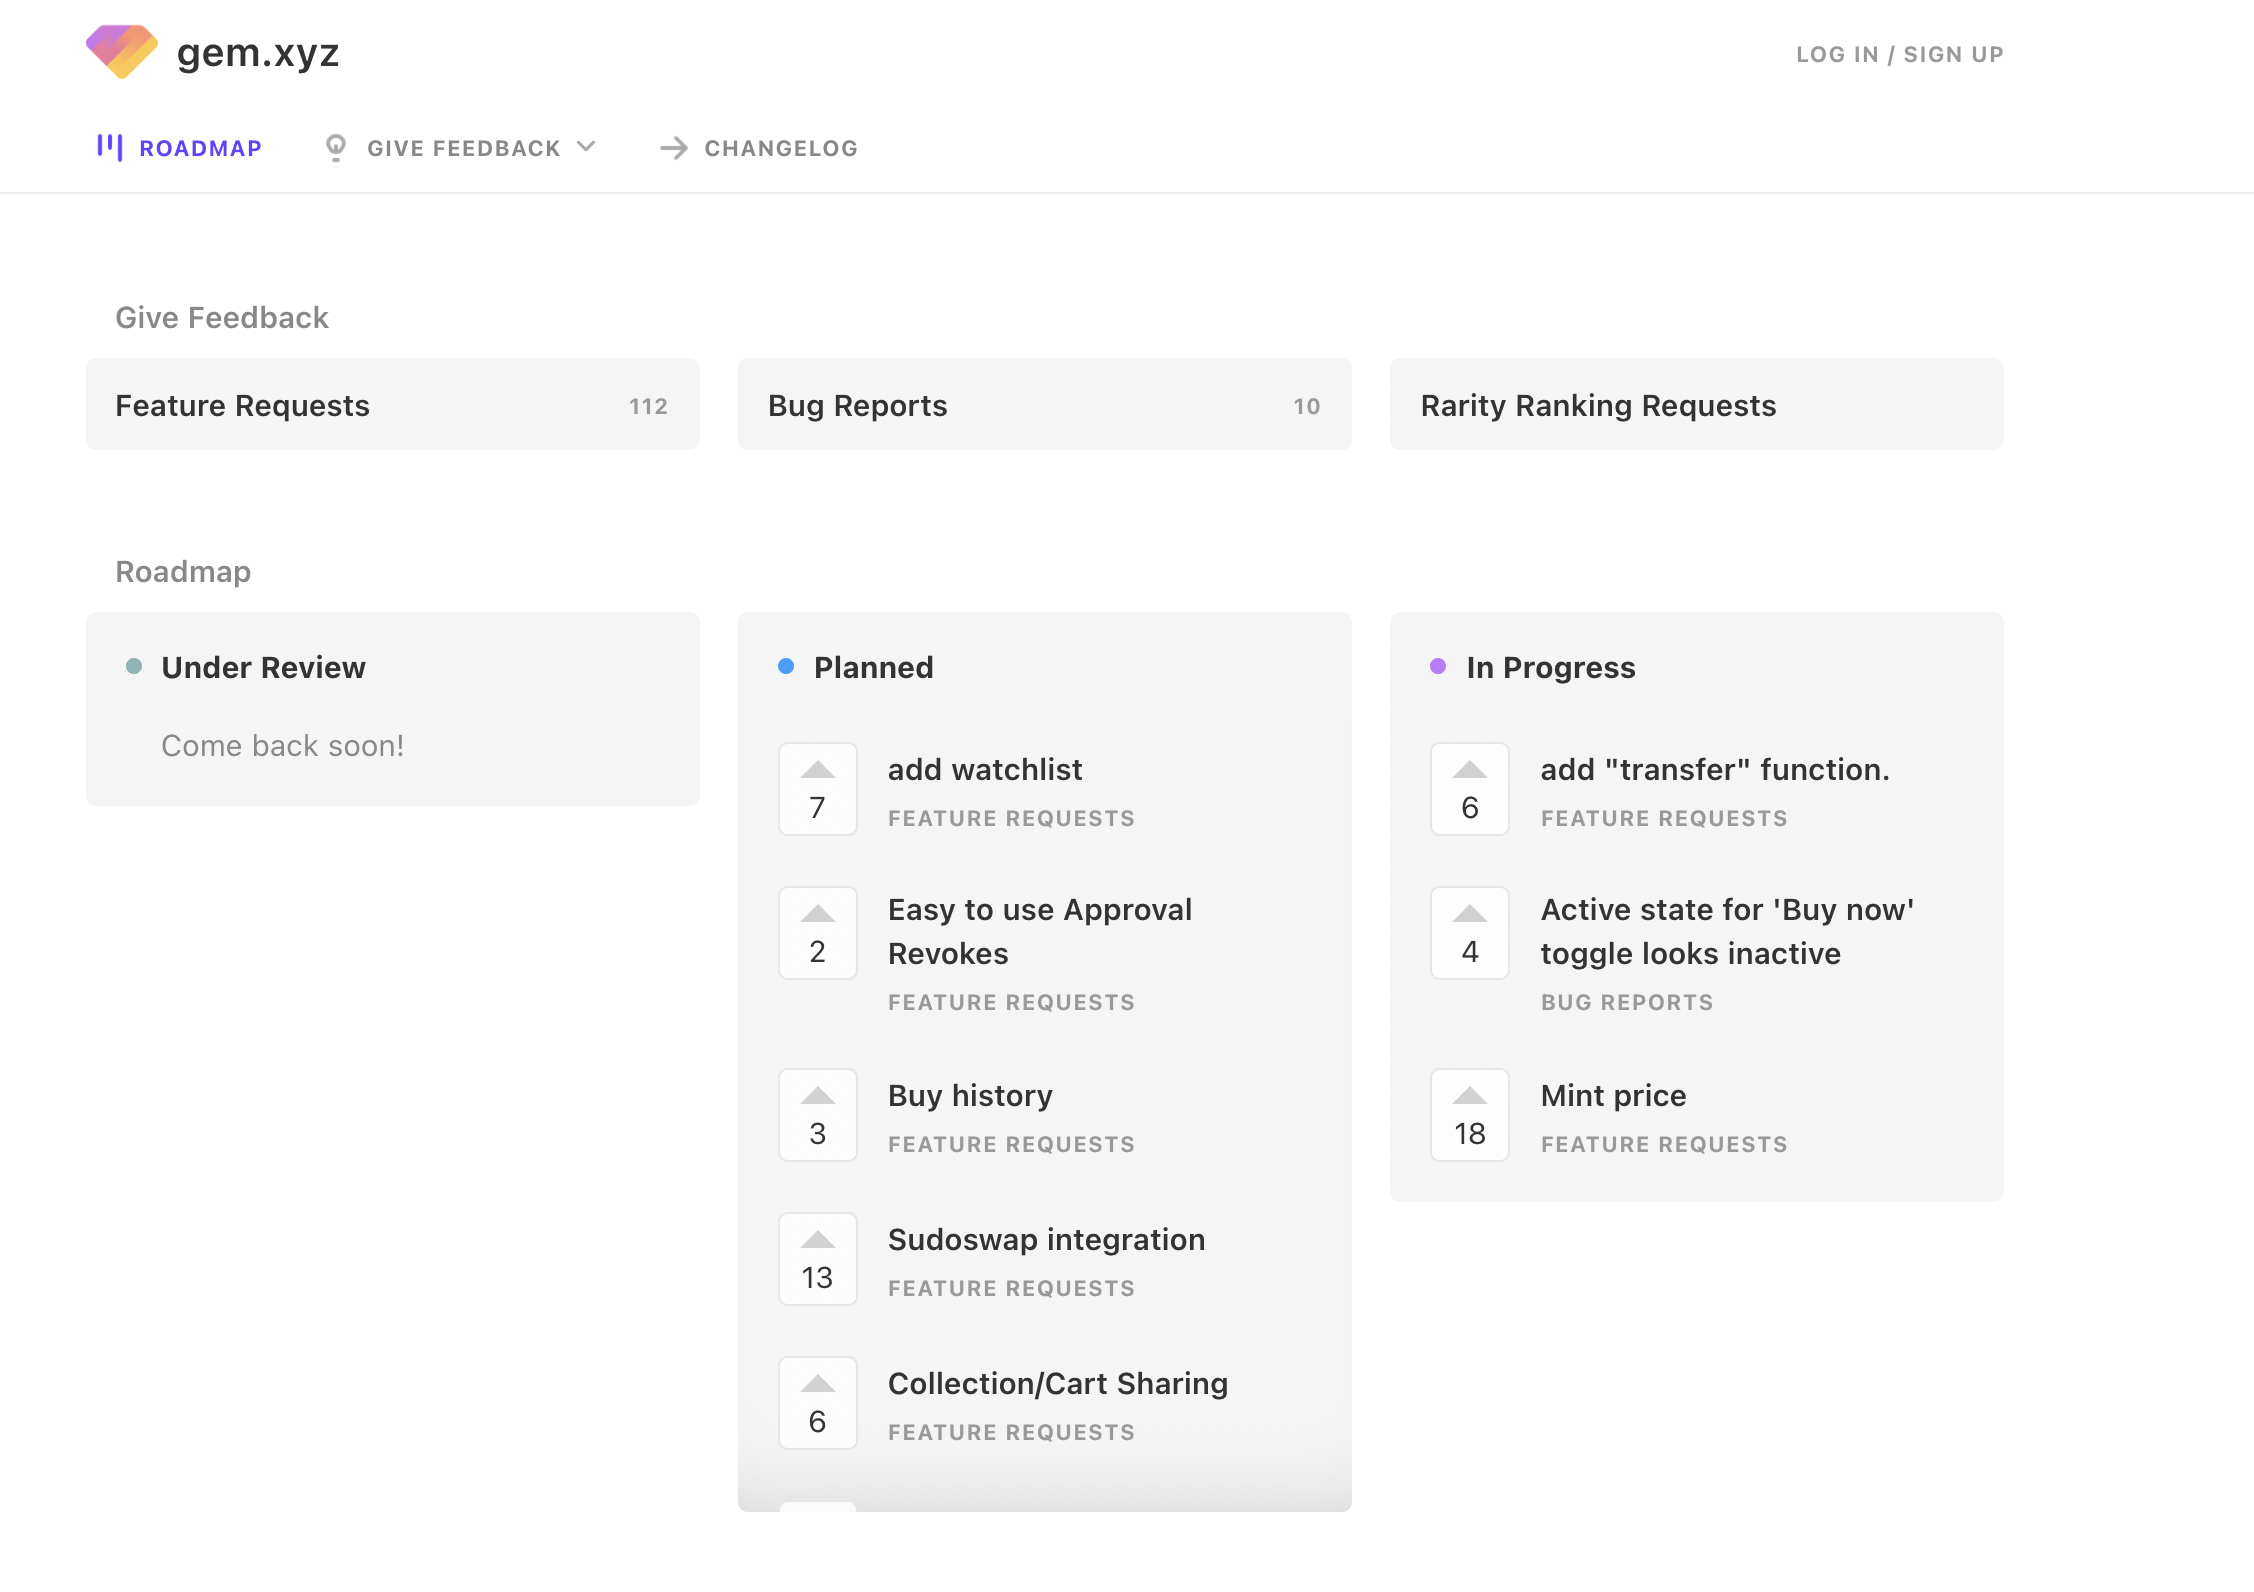 gem.xyz
LOG IN / SIGN UP
ROADMAP
GIVE FEEDBACK
CHANGELOG
Give Feedback
Feature Requests 112
Bug Reports 10
Rarity Ranking Requests
Roadmap
Under Review
Come back soon!
Planned
7
add watchlist
FEATURE REQUESTS
2
Easy to use Approval
Revokes
FEATURE REQUESTS
3
Buy history
FEATURE REQUESTS
13
Sudoswap integration
FEATURE REQUESTS
6
Collection/Cart Sharing
FEATURE REQUESTS
In Progress
6
add "transfer" function.
FEATURE REQUESTS
4
Active state for 'Buy now'
toggle looks inactive
BUG REPORTS
18
Mint price
FEATURE REQUESTS